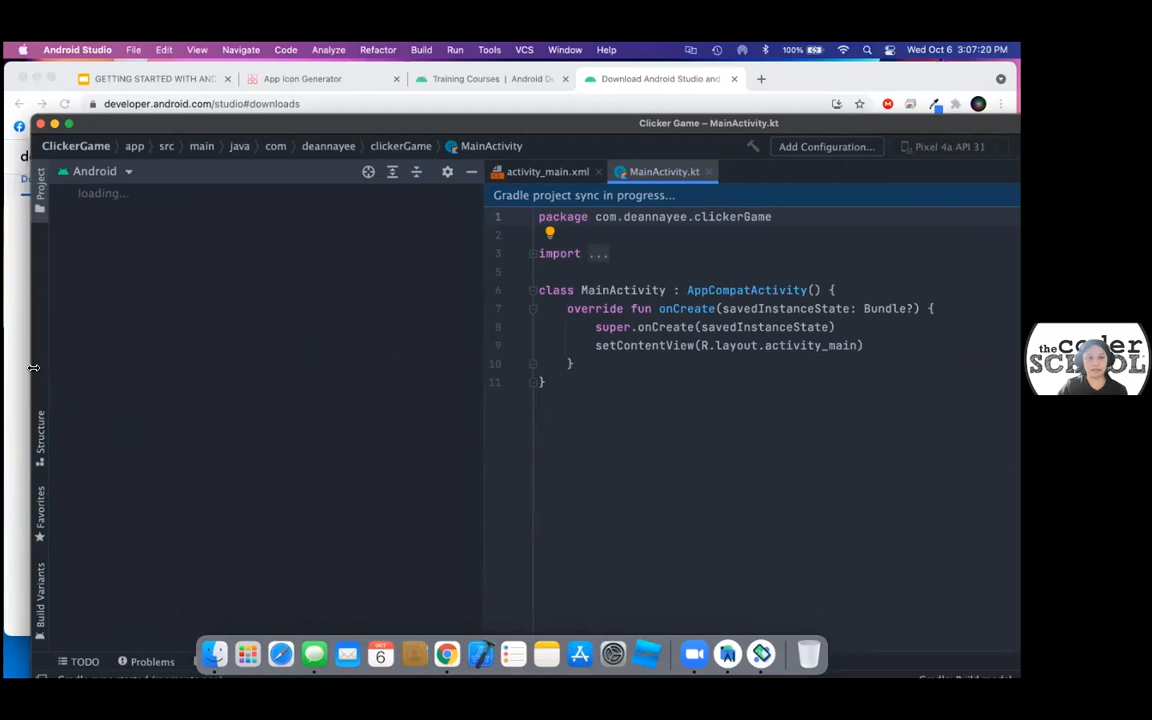 Android Studio File Edit View Navigate Code Analyze Refactor Build Run Tools VCS Window Help 100% Wed Oct 6 3:07:20 PM
GETTING STARTED WITH AND × App Icon Generator × Training Courses | Android De × Download Android Studio and × +
developer.android.com/studio#downloads
Clicker Game – MainActivity.kt
ClickerGame app src main java com deannayee clickerGame MainActivity Add Configuration... Pixel 4a API 31
Android
activity_main.xml × MainActivity.kt ×
Project
loading...
Gradle project sync in progress...
1 package com.deannayee.clickerGame
2
3 import ...
5
6 class MainActivity : AppCompatActivity() {
7 override fun onCreate(savedInstanceState: Bundle?) {
8 super.onCreate(savedInstanceState)
9 setContentView(R.layout.activity_main)
10 }
11 }
the coder
SCHOOL
Structure
Favorites
Build Variants
OCT
6
TODO Problems